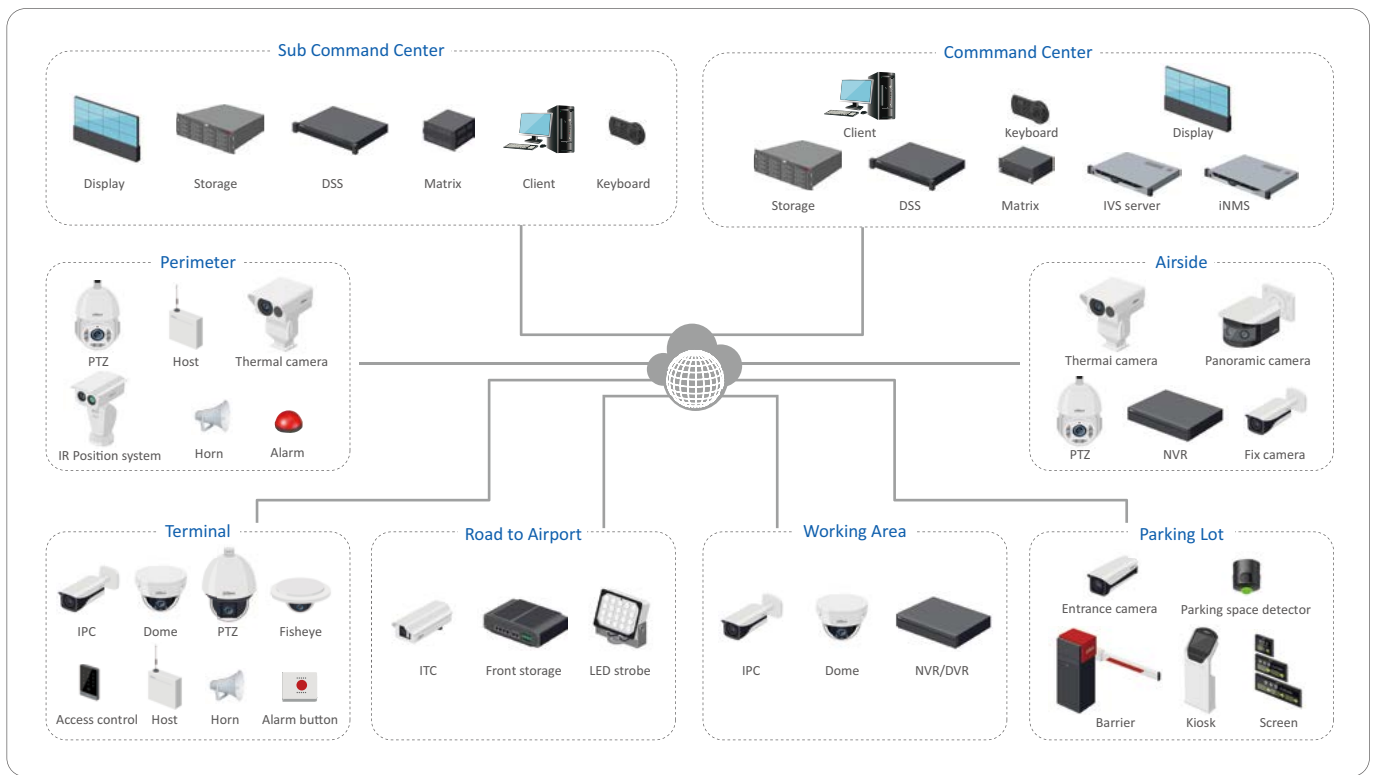 Sub Command Center
Display
Storage
DSS
Matrix
Client
Keyboard
Commmand Center
Client
Keyboard
Display
Storage
DSS
Matrix
IVS server
iNMS
Perimeter
PTZ
Host
Thermal camera
IR Position system
Horn
Alarm
Airside
Thermal camera
Panoramic camera
PTZ
NVR
Fix camera
Terminal
IPC
Dome
PTZ
Fisheye
Access control
Host
Horn
Alarm button
Road to Airport
ITC
Front storage
LED strobe
Working Area
IPC
Dome
NVR/DVR
Parking Lot
Entrance camera
Parking space detector
Barrier
Kiosk
Screen